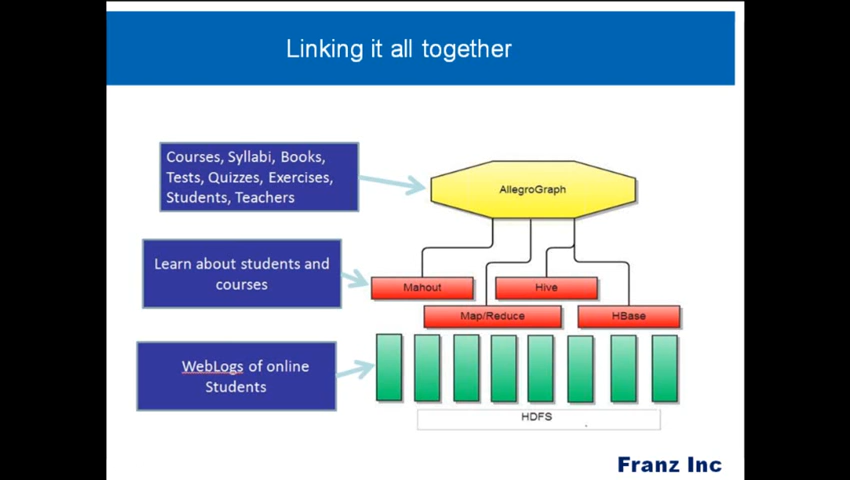 Linking it all together
Courses, Syllabi, Books,
Tests, Quizzes, Exercises,
Students, Teachers
AllegroGraph
Learn about students and
courses
Mahout
Hive
Map/Reduce
HBase
WebLogs of online
Students
HDFS
Franz Inc